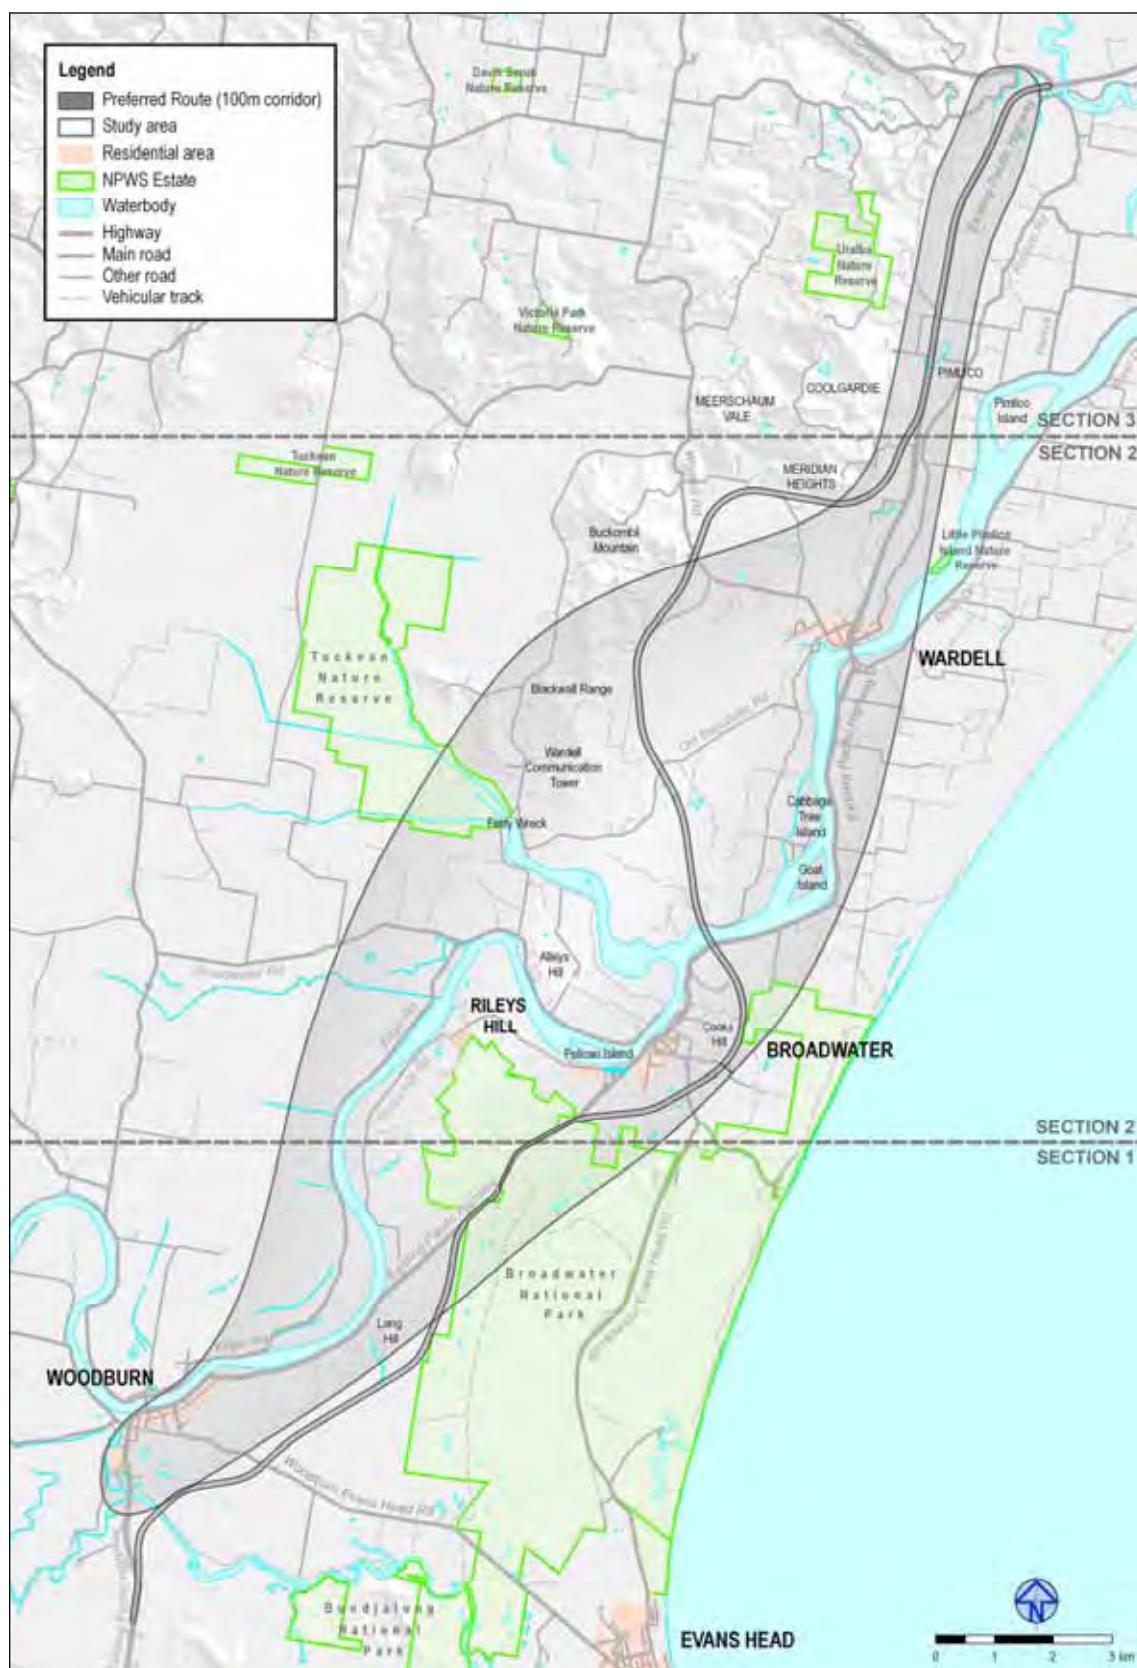 Legend
Preferred Route (100m corridor)
Study area
Residential area
NPWS Estate
Waterbody
Highway
Main road
Other road
Vehicular track
Nature Reserve
Uralba
Nature
Reserve
Victoria Park
Nature Reserve
PIMLICO
COOLGARDIE
MEERSCHAUM
VALE
Pimlico
Island
SECTION 3
SECTION 2
Tuckean
Nature Reserve
MERIDIAN
HEIGHTS
Buckombil
Mountain
Little Pimlico
Island Nature
Reserve
Tuckean
Nature
Reserve
WARDELL
Blackwall Range
Wardell
Communication
Tower
Cabbage
Tree
Island
Goat
Island
Alleys
Hill
RILEYS
HILL
Cooks
Hill
Pelican Island
BROADWATER
SECTION 2
SECTION 1
Broadwater
National
Park
Lang
Hill
WOODBURN
Woodburn Evans Head Rd
Bundjalung
National
Park
EVANS HEAD
N
0 1 2 3 km